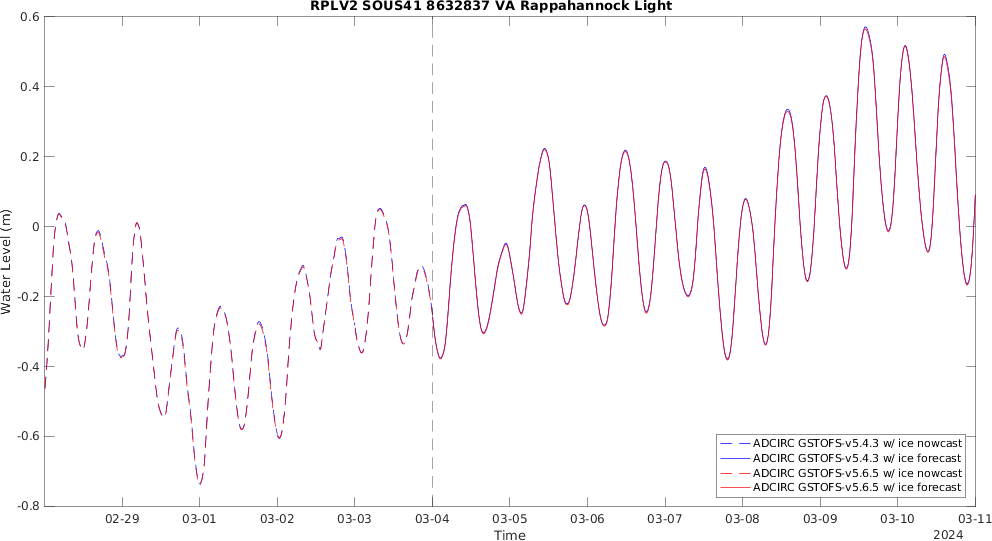 RPLV2 SOUS41 8632837 VA Rappahannock Light
0.6
0.4
0.2
0
-0.2
-0.4
-0.6
-0.8
Water Level (m)
ADCIRC GSTOFS-v5.4.3 w/ ice nowcast
ADCIRC GSTOFS-v5.4.3 w/ ice forecast
ADCIRC GSTOFS-v5.6.5 w/ ice nowcast
ADCIRC GSTOFS-v5.6.5 w/ ice forecast
02-29 03-01 03-02 03-03 03-04 03-05 03-06 03-07 03-08 03-09 03-10 03-11
Time
2024